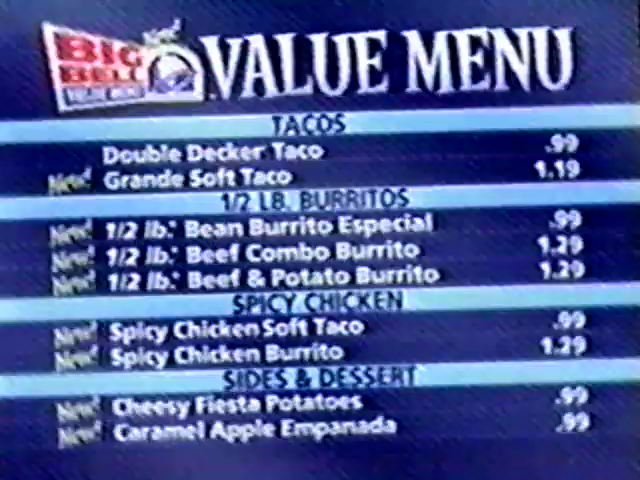 New!
BIG BELL VALUE MENU
VALUE MENU
TACOS
Double Decker Taco .99
New! Grande Soft Taco 1.19
1/2 LB. BURRITOS
New! 1/2 lb.* Bean Burrito Especial .99
New! 1/2 lb.* Beef Combo Burrito 1.29
New! 1/2 lb.* Beef & Potato Burrito 1.29
SPICY CHICKEN
New! Spicy Chicken Soft Taco .99
New! Spicy Chicken Burrito 1.29
SIDES & DESSERT
New! Cheesy Fiesta Potatoes .99
New! Caramel Apple Empanada .99